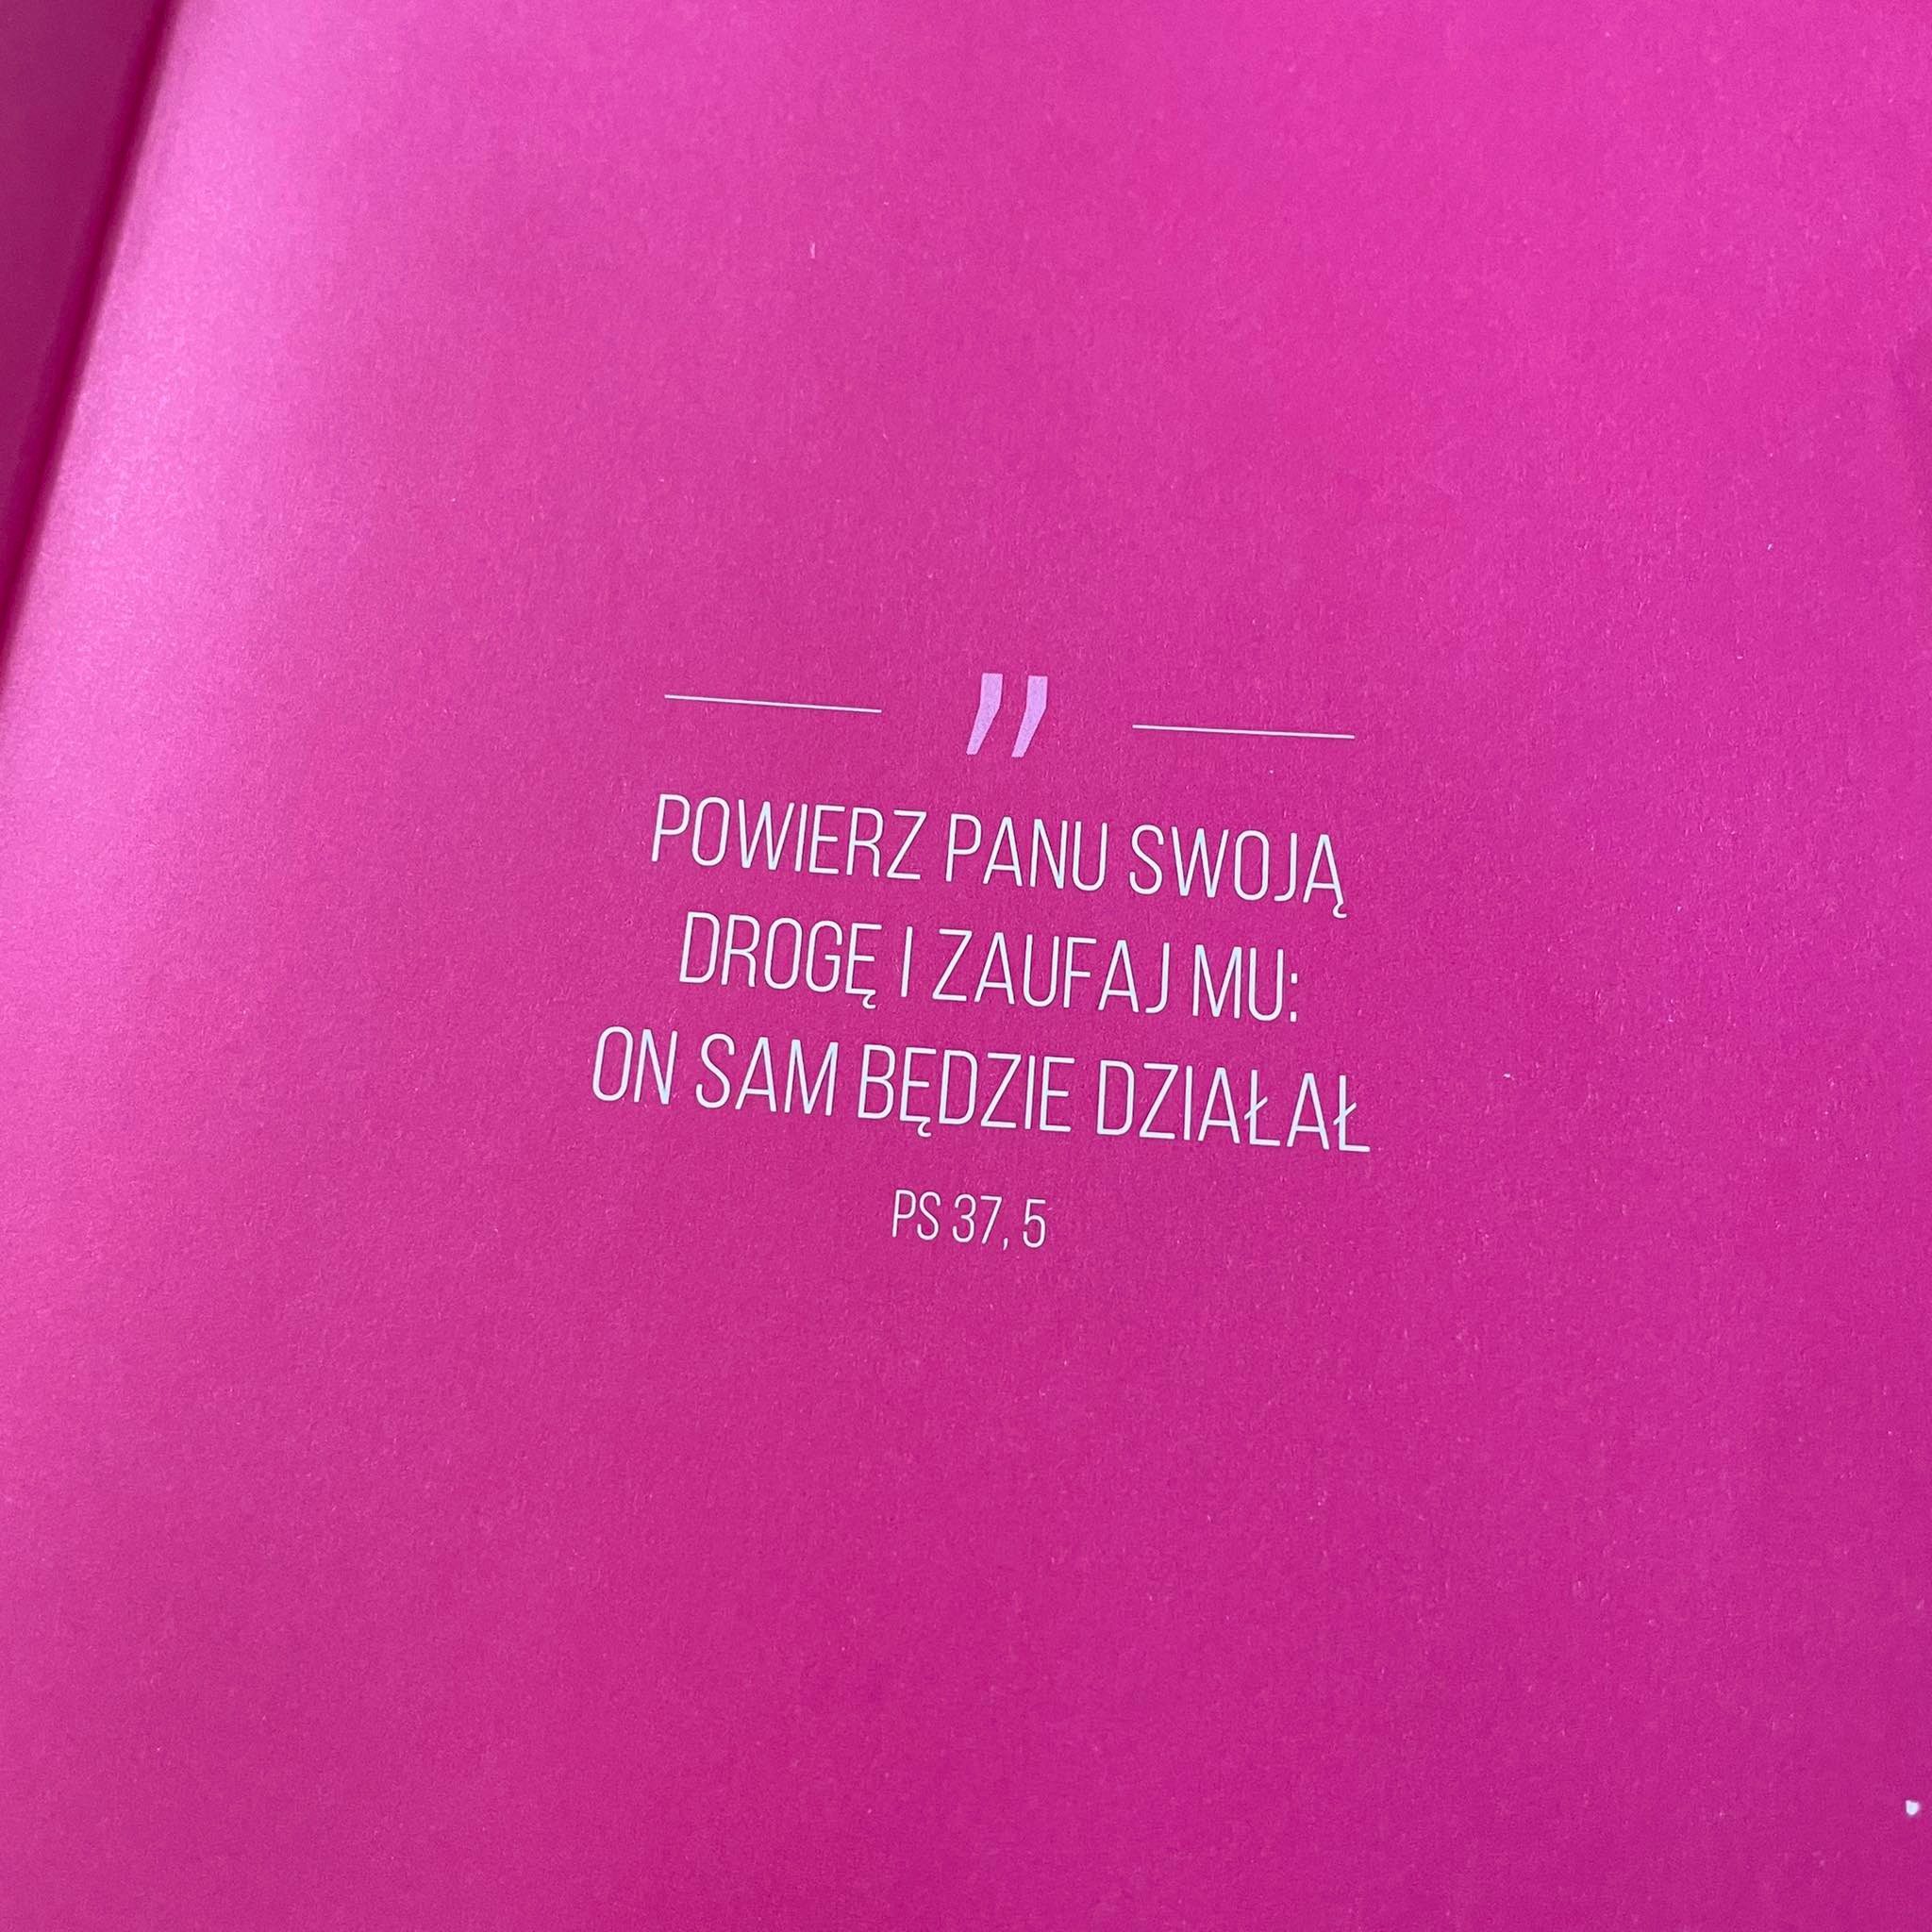 ”
POWIERZ PANU SWOJĄ
DROGĘ I ZAUFAJ MU:
ON SAM BĘDZIE DZIAŁAŁ
PS 37, 5